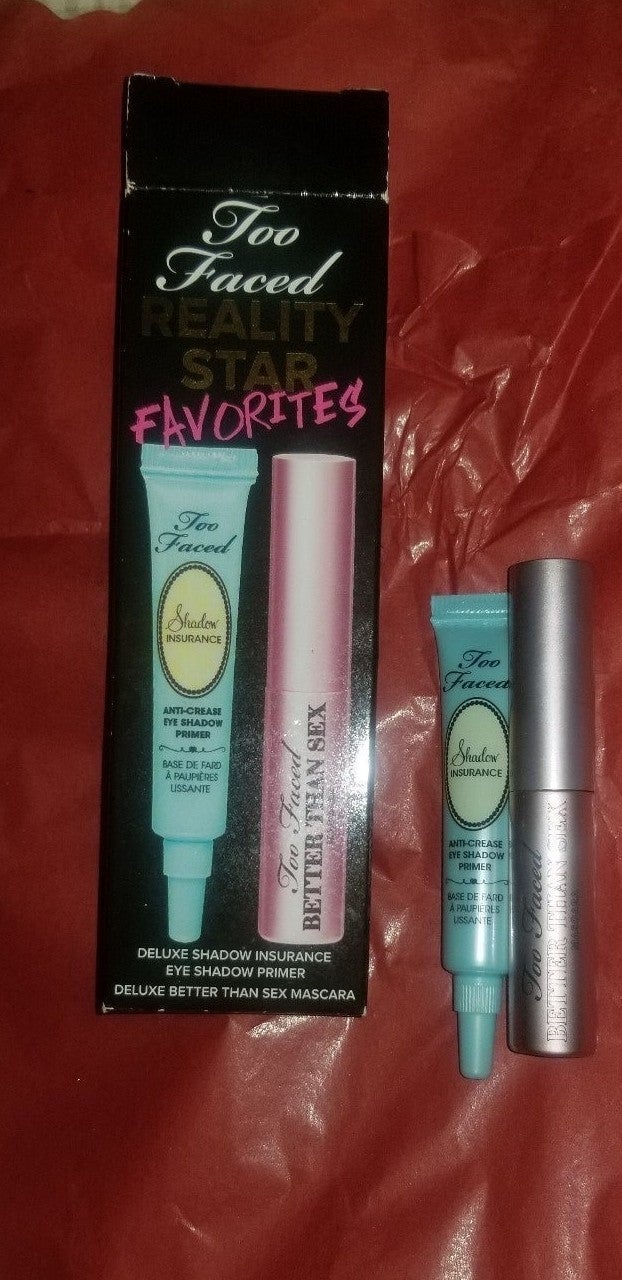 Too
Faced
REALITY
STAR
FAVORITES
Too
Faced
Shadow
INSURANCE
ANTI-CREASE
EYE SHADOW
PRIMER
BASE DE FARD
À PAUPIÈRES
LISSANTE
Too Faced
BETTER THAN SEX
DELUXE SHADOW INSURANCE
EYE SHADOW PRIMER
DELUXE BETTER THAN SEX MASCARA
Too
Faced
Shadow
INSURANCE
ANTI-CREASE
EYE SHADOW
PRIMER
BASE DE FARD
À PAUPIÈRES
LISSANTE
Too Faced
BETTER THAN SEX